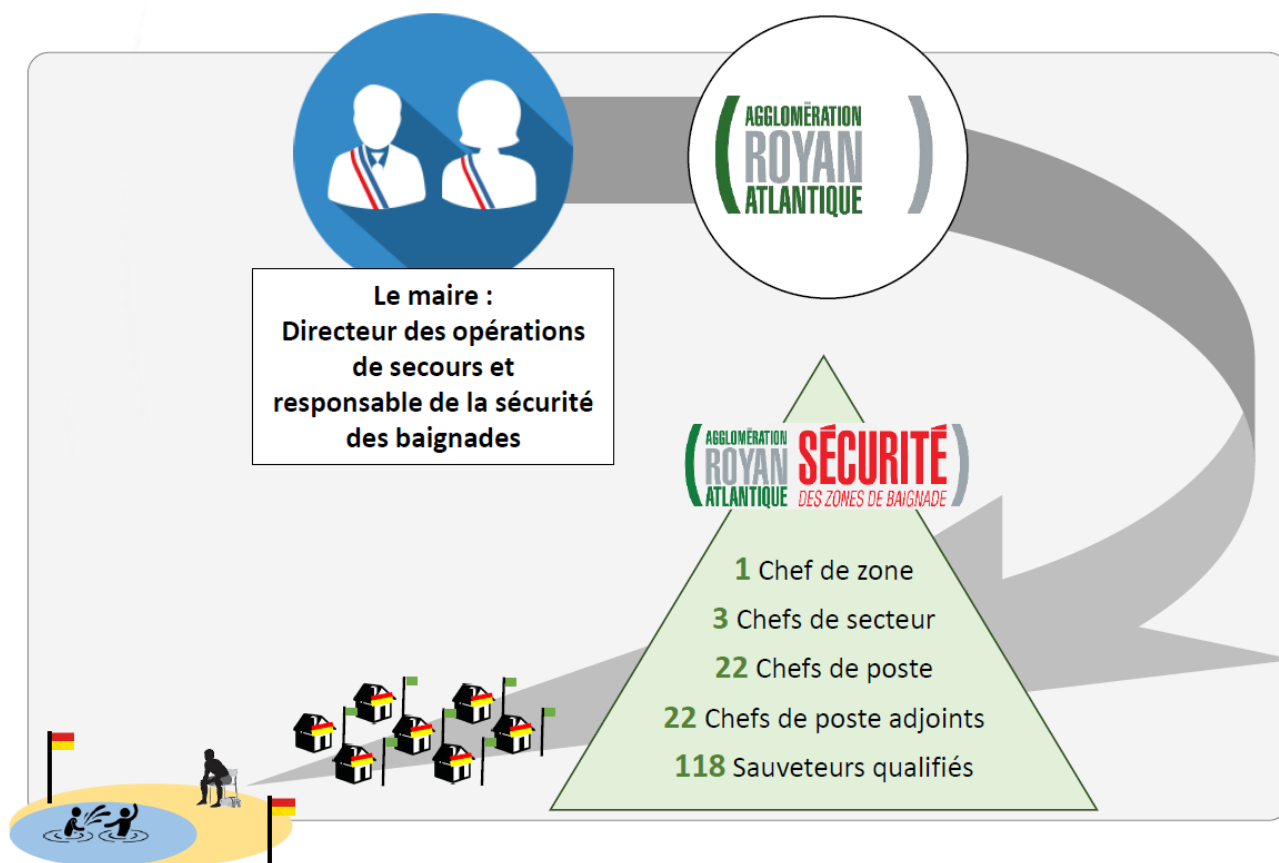 AGGLOMÉRATION
ROYAN
ATLANTIQUE
Le maire :
Directeur des opérations
de secours et
responsable de la sécurité
des baignades
AGGLOMÉRATION
ROYAN
ATLANTIQUE
SÉCURITÉ
DES ZONES DE BAIGNADE
1 Chef de zone
3 Chefs de secteur
22 Chefs de poste
22 Chefs de poste adjoints
118 Sauveteurs qualifiés